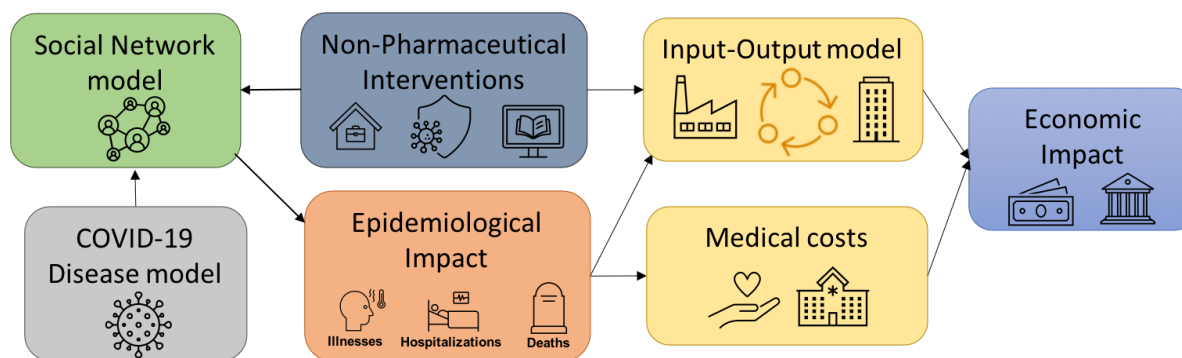 Social Network
model
Non-Pharmaceutical
Interventions
Input-Output model
Economic
Impact
COVID-19
Disease model
Epidemiological
Impact
Illnesses
Hospitalizations
Deaths
Medical costs